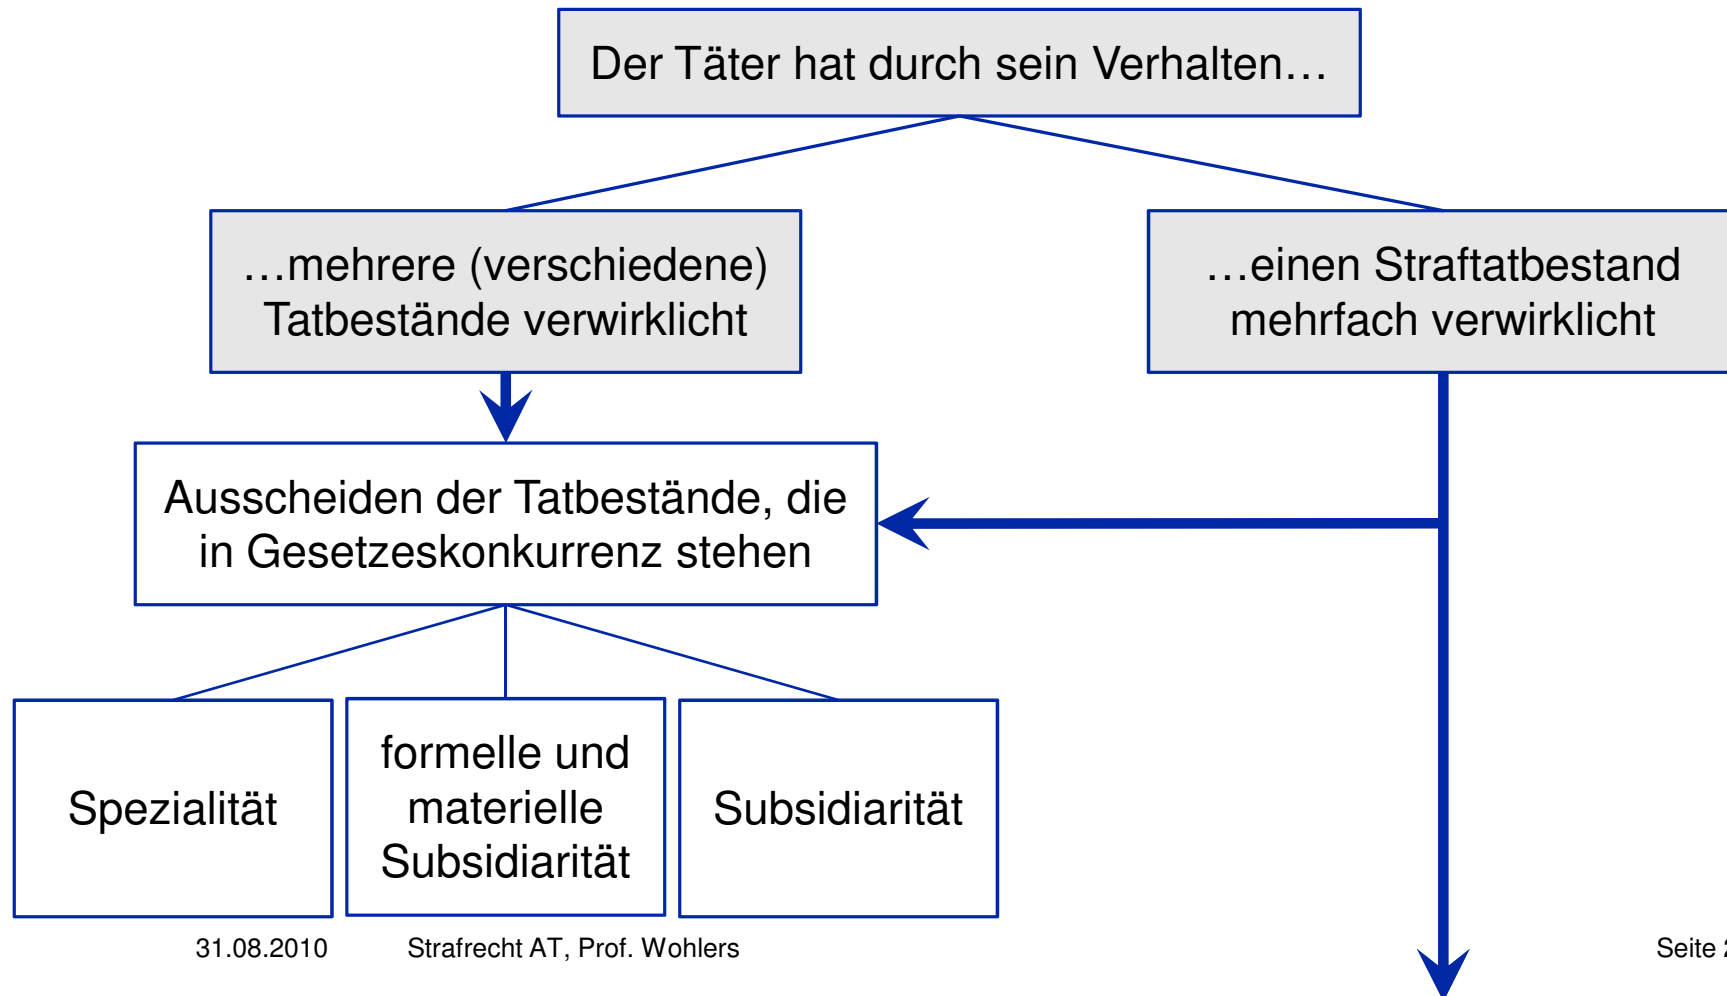 Der Täter hat durch sein Verhalten…
…mehrere (verschiedene)
Tatbestände verwirklicht
…einen Straftatbestand
mehrfach verwirklicht
Ausscheiden der Tatbestände, die
in Gesetzeskonkurrenz stehen
Spezialität
formelle und
materielle
Subsidiarität
Subsidiarität
31.08.2010 Strafrecht AT, Prof. Wohlers Seite 2